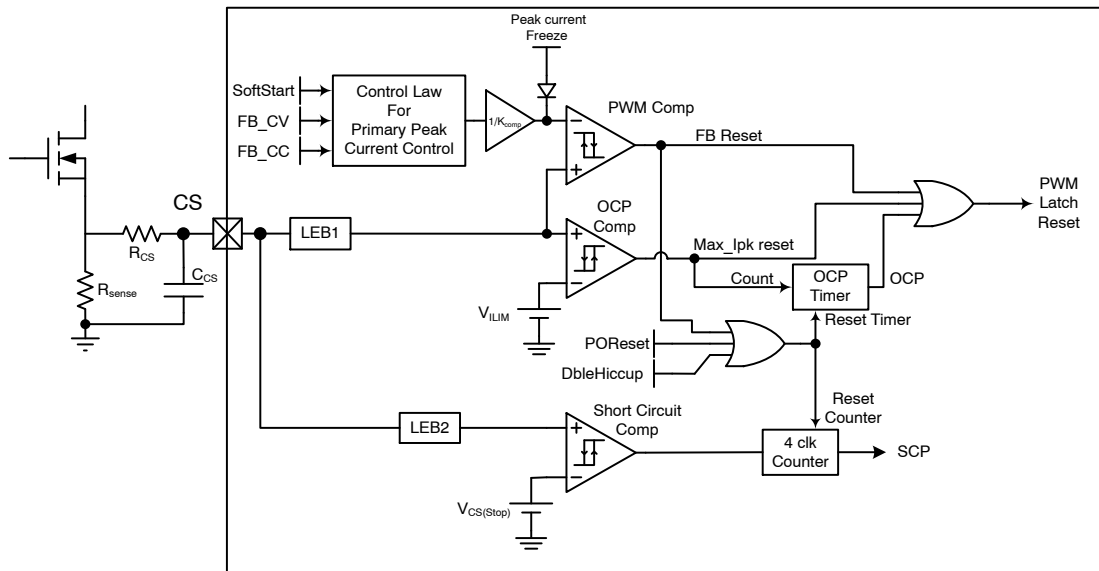 Peak current
Freeze
SoftStart
FB_CV
FB_CC
Control Law
For
Primary Peak
Current Control
1/Kcomp
−
+
PWM Comp
FB Reset
PWM
Latch
Reset
CS
RCS
CCS
Rsense
LEB1
OCP
Comp
+
−
VILIM
Max_Ipk reset
Count
OCP
Timer
OCP
Reset Timer
POReset
DbleHiccup
Reset
Counter
LEB2
Short Circuit
Comp
+
−
VCS(Stop)
4 clk
Counter
SCP